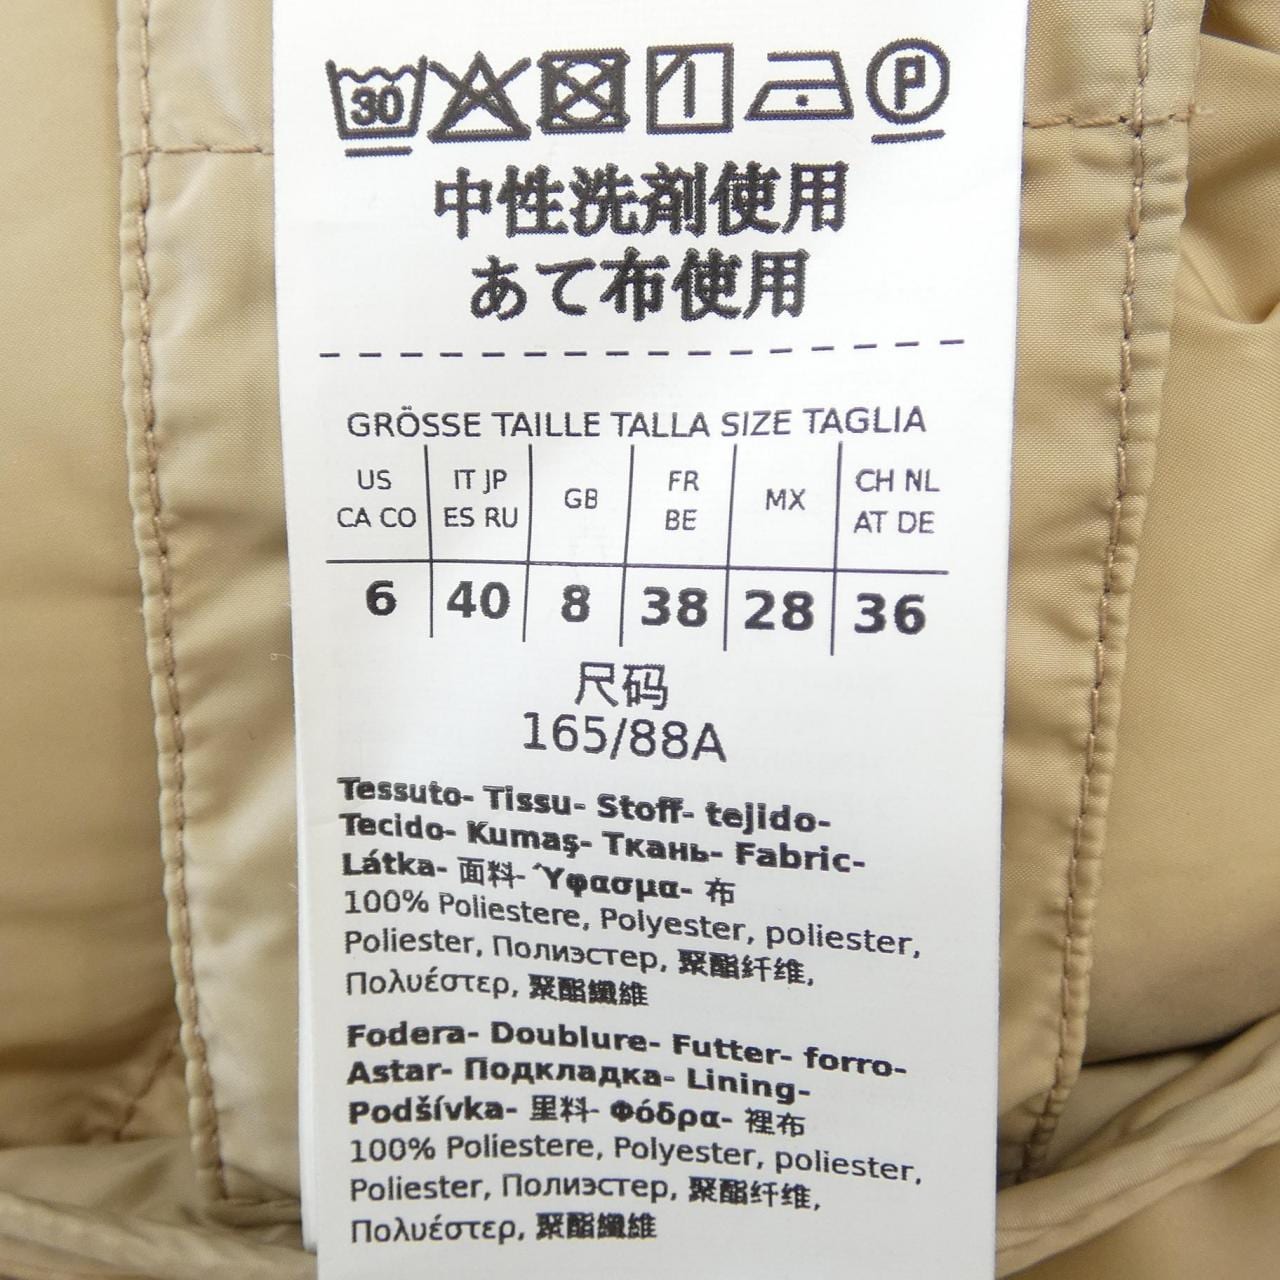 30 P
中性洗剤使用
あて布使用
GRÖSSE TAILLE TALLA SIZE TAGLIA
US CA CO IT JP ES RU GB FR BE MX CH NL AT DE
6 40 8 38 28 36
尺码
165/88A
Tessuto- Tissu- Stoff- tejido-
Tecido- Kumaş- Ткань- Fabric-
Látka- 面料- Ύφασμα- 布
100% Poliestere, Polyester, poliester,
Poliester, Полиэстер, 聚酯纤维,
Πολυέστερ, 聚酯纖維
Fodera- Doublure- Futter- forro-
Astar- Подкладка- Lining-
Podšívka- 里料- Φόδρα- 裡布
100% Poliestere, Polyester, poliester,
Poliester, Полиэстер, 聚酯纤维,
Πολυέστερ, 聚酯纖維